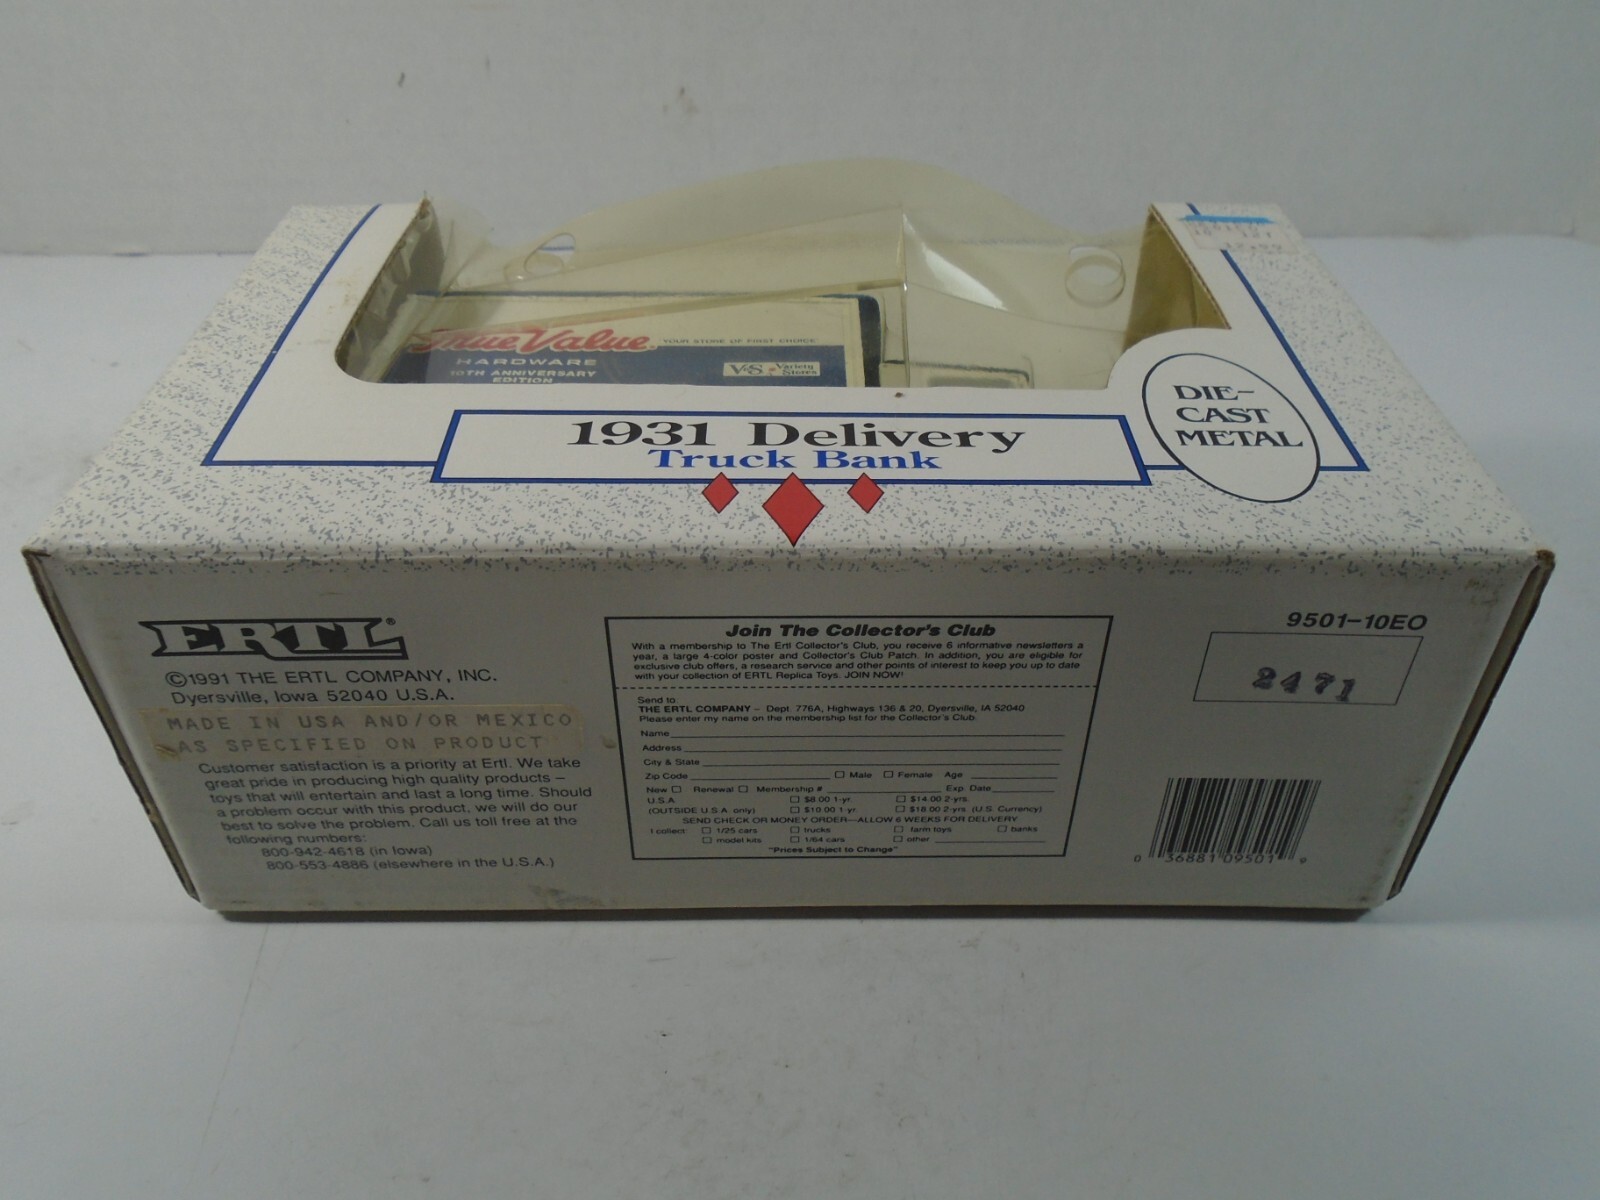 True Value®
YOUR STORE OF FIRST CHOICE
HARDWARE
10TH ANNIVERSARY
EDITION
V&S Variety
Stores
DIE-
CAST
METAL
1931 Delivery
Truck Bank
ERTL®
©1991 THE ERTL COMPANY, INC.
Dyersville, Iowa 52040 U.S.A.
MADE IN USA AND/OR MEXICO
AS SPECIFIED ON PRODUCT
Customer satisfaction is a priority at Ertl. We take
great pride in producing high quality products –
toys that will entertain and last a long time. Should
a problem occur with this product, we will do our
best to solve the problem. Call us toll free at the
following numbers:
800-942-4618 (in Iowa)
800-553-4886 (elsewhere in the U.S.A.)
Join The Collector's Club
With a membership to The Ertl Collector's Club, you receive 6 informative newsletters a
year, a large 4-color poster and Collector's Club Patch. In addition, you are eligible for
exclusive club offers, a research service and other points of interest to keep you up to date
with your collection of ERTL Replica Toys. JOIN NOW!
Send to:
THE ERTL COMPANY – Dept. 776A, Highways 136 & 20, Dyersville, IA 52040
Please enter my name on the membership list for the Collector's Club.
Name
Address
City & State
Zip Code □ Male □ Female Age
New □ Renewal □ Membership # Exp. Date
U.S.A. □ $8.00 1-yr. □ $14.00 2-yrs.
(OUTSIDE U.S.A. only) □ $10.00 1-yr. □ $18.00 2-yrs. (U.S. Currency)
SEND CHECK OR MONEY ORDER—ALLOW 6 WEEKS FOR DELIVERY
I collect: □ 1/25 cars □ trucks □ farm toys □ banks
□ model kits □ 1/64 cars □ other
"Prices Subject to Change"
9501-10EO
2471
0 36881 09501 9